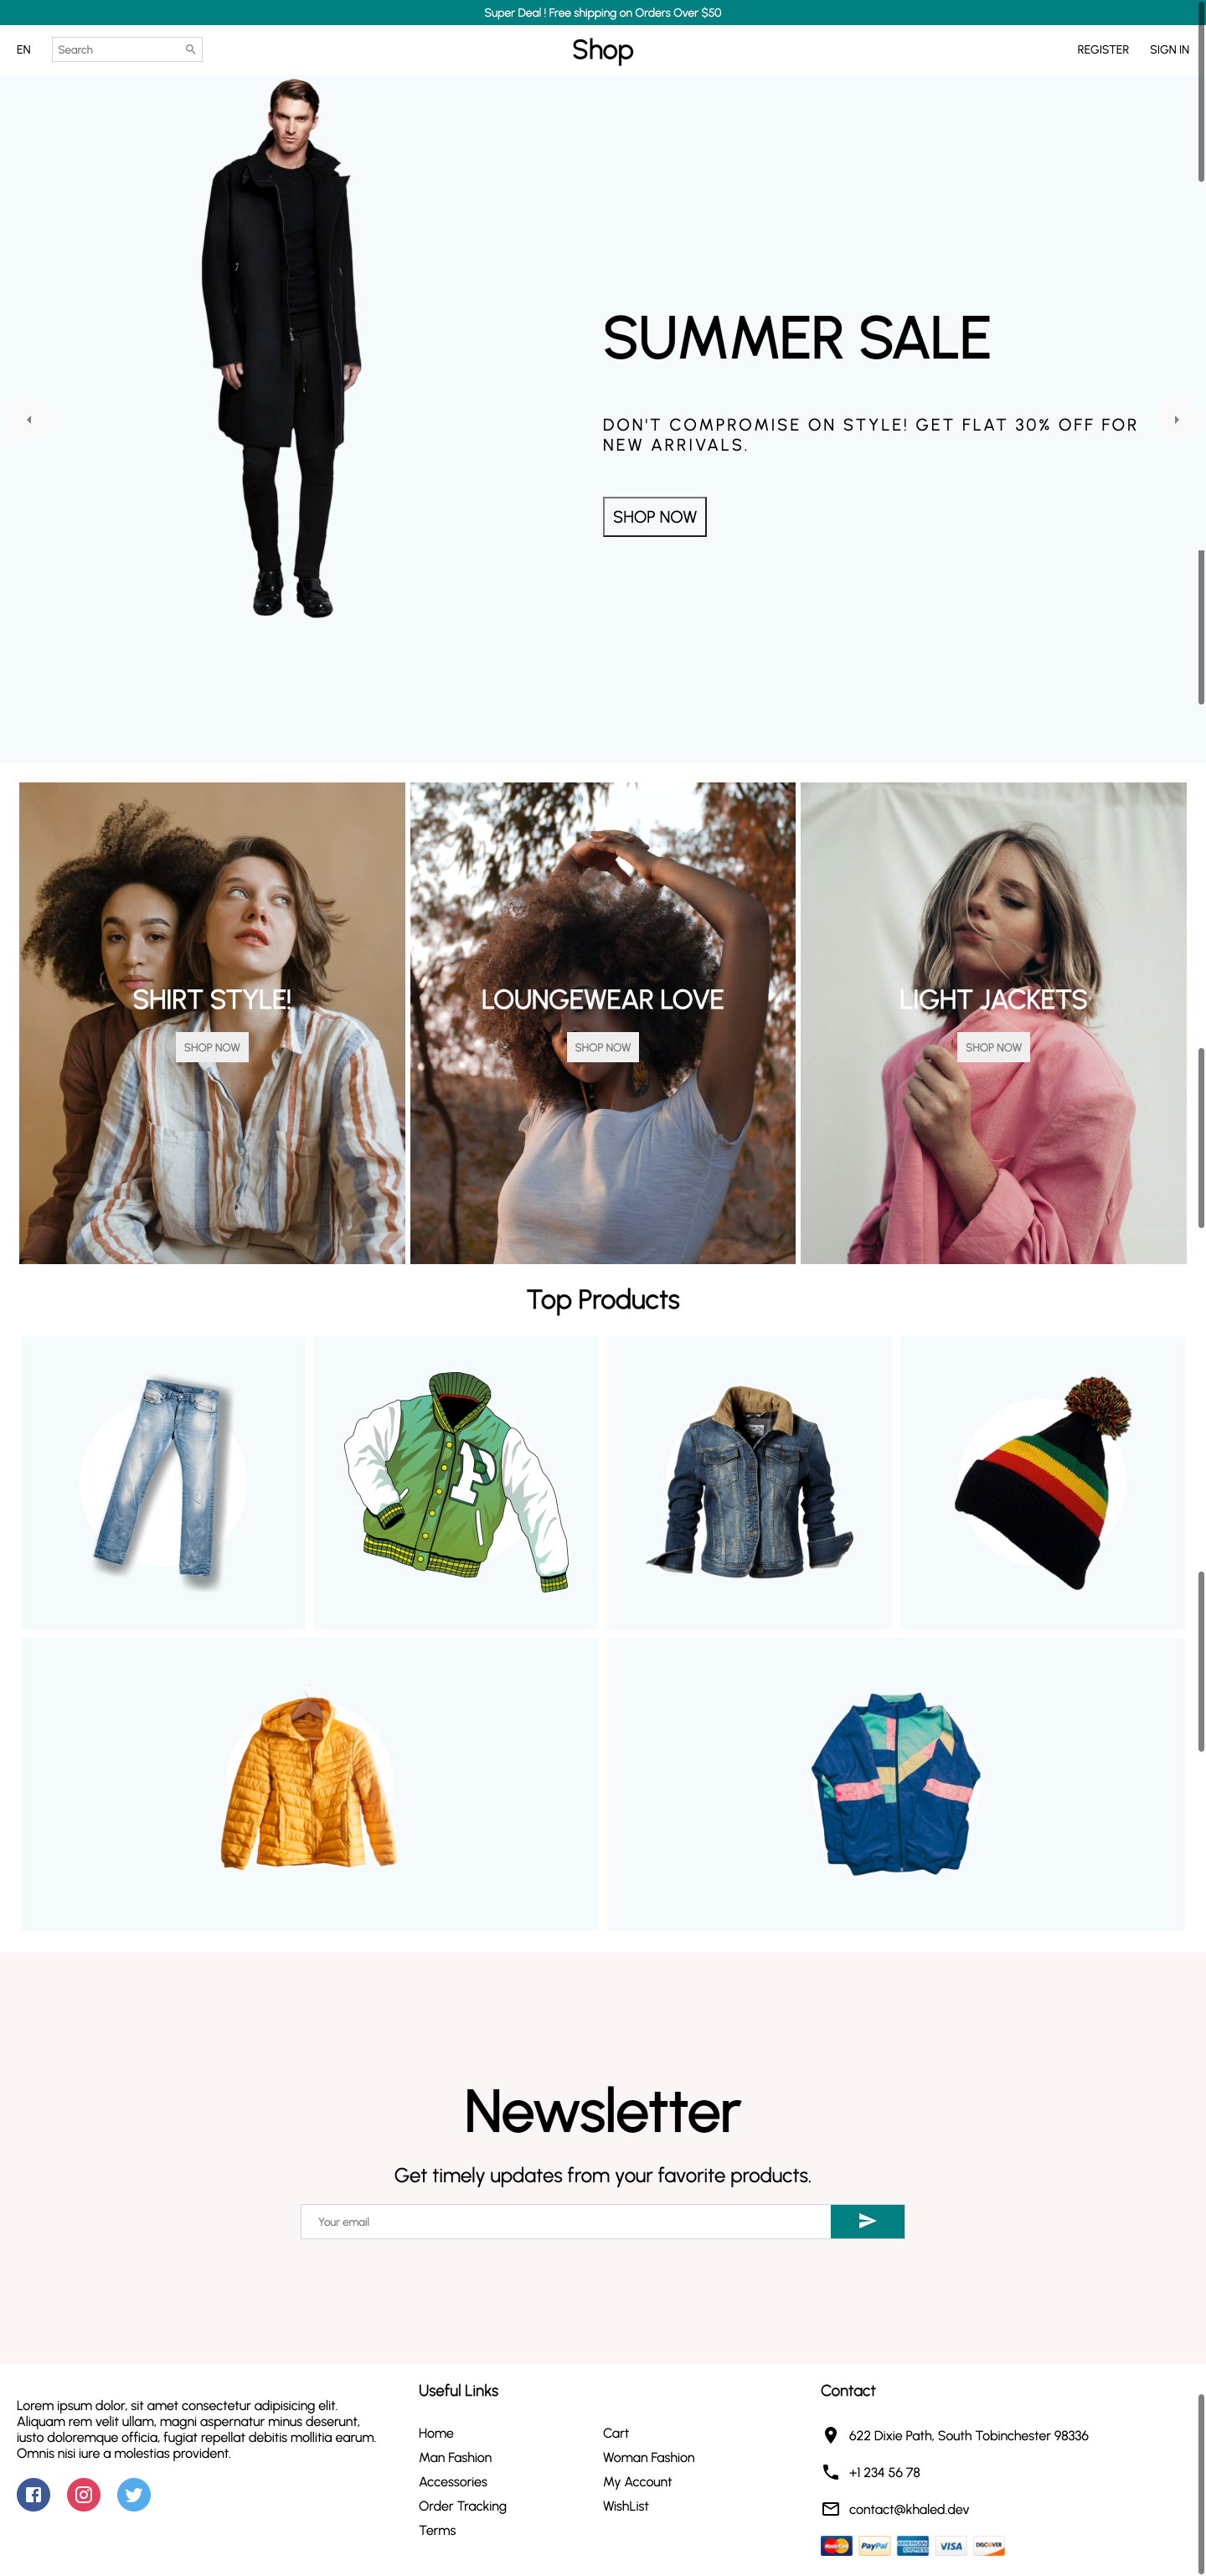 Super Deal ! Free shipping on Orders Over $50
EN
Search
Shop
REGISTER
SIGN IN
SUMMER SALE
DON'T COMPROMISE ON STYLE! GET FLAT 30% OFF FOR
NEW ARRIVALS.
SHOP NOW
SHIRT STYLE!
SHOP NOW
LOUNGEWEAR LOVE
SHOP NOW
LIGHT JACKETS
SHOP NOW
Top Products
P
Newsletter
Get timely updates from your favorite products.
Your email
Lorem ipsum dolor, sit amet consectetur adipisicing elit.
Aliquam rem velit ullam, magni aspernatur minus deserunt,
iusto doloremque officia, fugiat repellat debitis mollitia earum.
Omnis nisi iure a molestias provident.
Useful Links
Home
Cart
Man Fashion
Woman Fashion
Accessories
My Account
Order Tracking
WishList
Terms
Contact
622 Dixie Path, South Tobinchester 98336
+1 234 56 78
contact@khaled.dev
MasterCard
PayPal
AMERICAN EXPRESS
VISA
DISCOVER